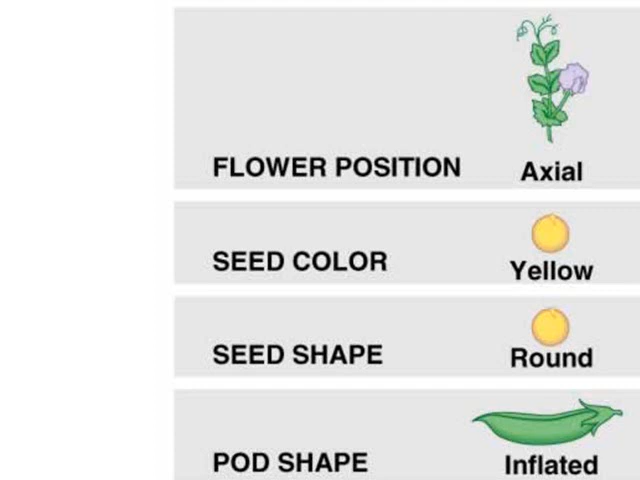 FLOWER POSITION Axial
SEED COLOR Yellow
SEED SHAPE Round
POD SHAPE Inflated